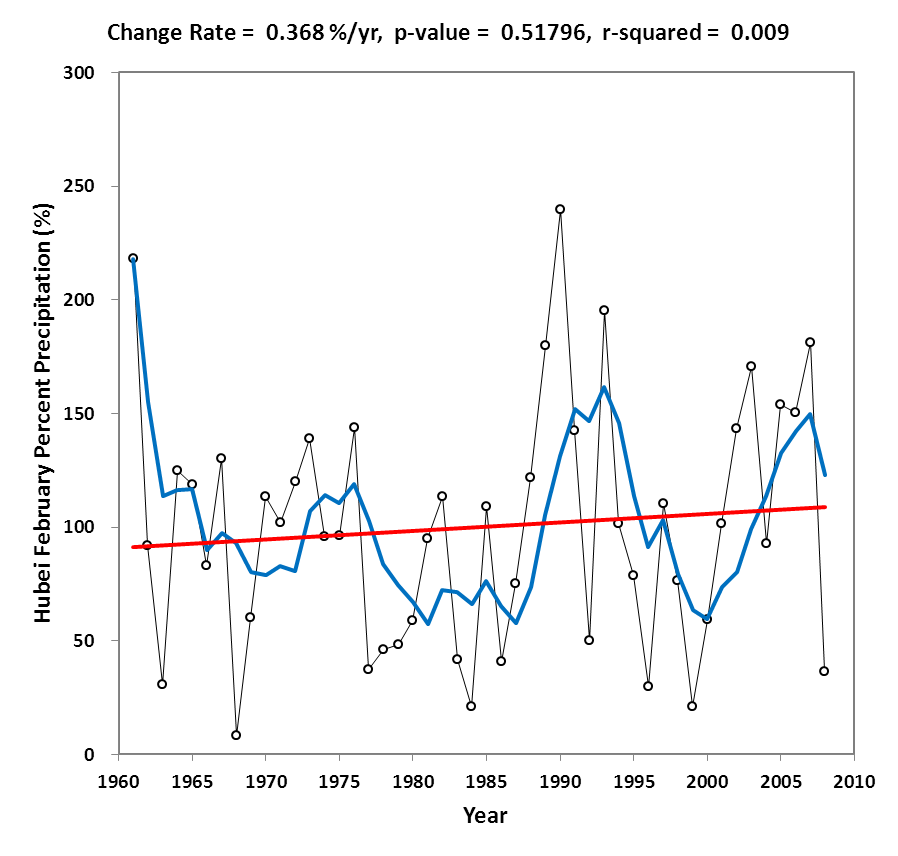 Change Rate = 0.368 %/yr, p-value = 0.51796, r-squared = 0.009
300
250
200
150
100
50
0
Hubei February Percent Precipitation (%)
1960 1965 1970 1975 1980 1985 1990 1995 2000 2005 2010
Year